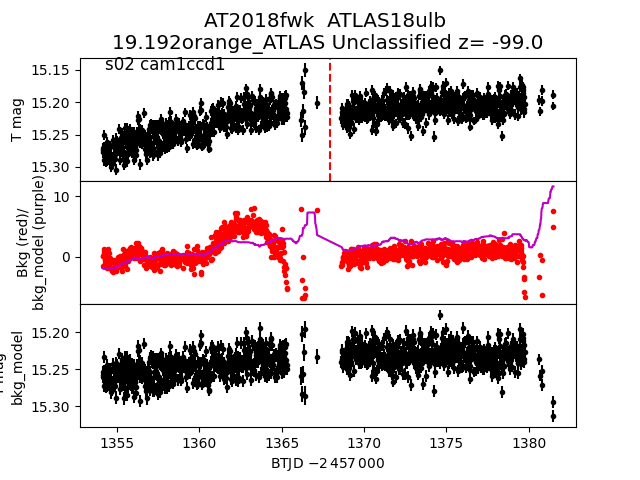 AT2018fwk  ATLAS18ulb
19.192orange_ATLAS Unclassified z= -99.0
s02 cam1ccd1
T mag
15.15
15.20
15.25
15.30
Bkg (red)/
bkg_model (purple)
10
0
bkg_model
15.20
15.25
15.30
1355
1360
1365
1370
1375
1380
BTJD −2 457 000